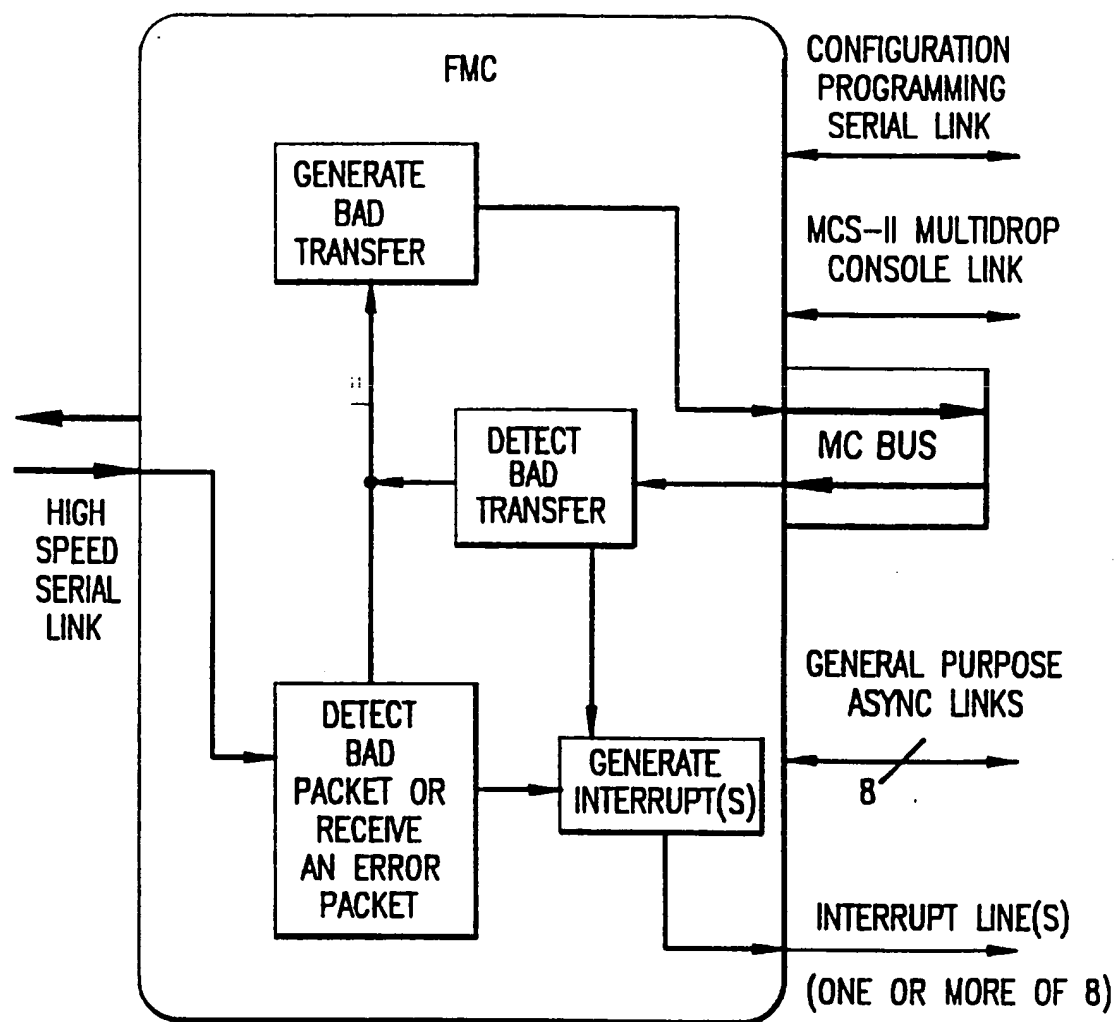 FMC
CONFIGURATION
PROGRAMMING
SERIAL LINK
GENERATE
BAD
TRANSFER
MCS-II MULTIDROP
CONSOLE LINK
DETECT
BAD
TRANSFER
MC BUS
HIGH
SPEED
SERIAL
LINK
GENERAL PURPOSE
ASYNC LINKS
8
DETECT
BAD
PACKET OR
RECEIVE
AN ERROR
PACKET
GENERATE
INTERRUPT(S)
INTERRUPT LINE(S)
(ONE OR MORE OF 8)